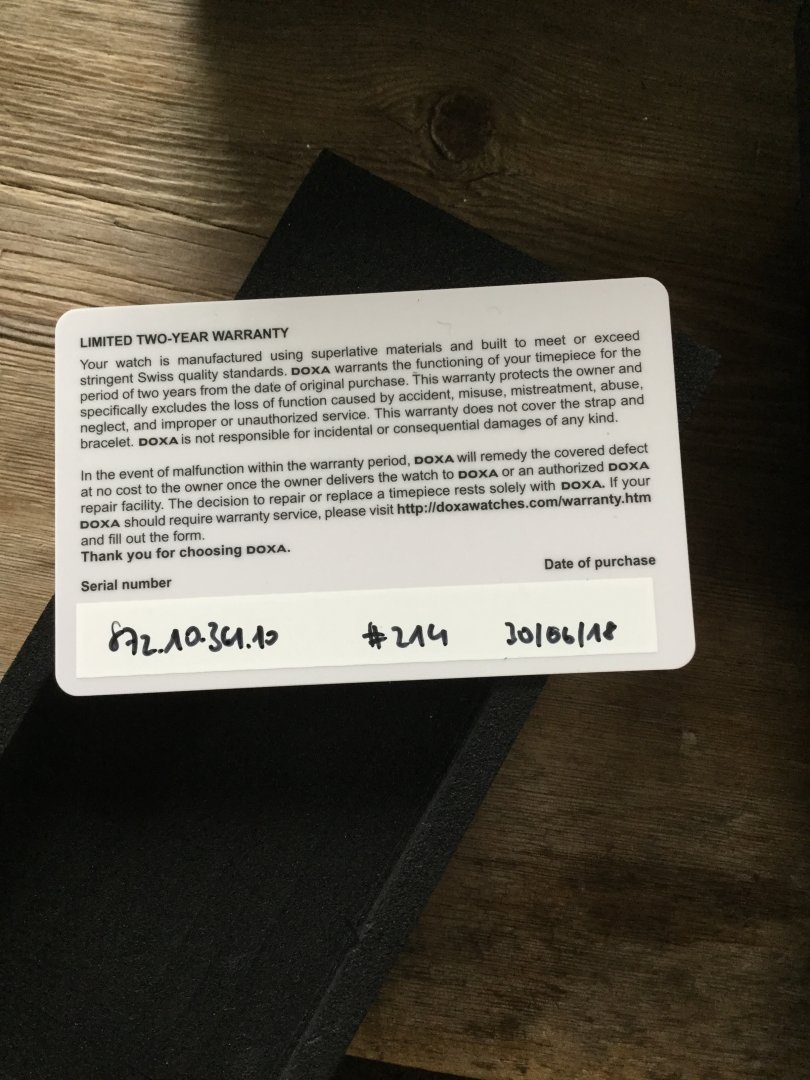 LIMITED TWO-YEAR WARRANTY
Your watch is manufactured using superlative materials and built to meet or exceed
stringent Swiss quality standards. DOXA warrants the functioning of your timepiece for the
period of two years from the date of original purchase. This warranty protects the owner and
specifically excludes the loss of function caused by accident, misuse, mistreatment, abuse,
neglect, and improper or unauthorized service. This warranty does not cover the strap and
bracelet. DOXA is not responsible for incidental or consequential damages of any kind.
In the event of malfunction within the warranty period, DOXA will remedy the covered defect
at no cost to the owner once the owner delivers the watch to DOXA or an authorized DOXA
repair facility. The decision to repair or replace a timepiece rests solely with DOXA. If your
DOXA should require warranty service, please visit http://doxawatches.com/warranty.htm
and fill out the form.
Thank you for choosing DOXA.
Serial number Date of purchase
872.10.341.10 #214 30/06/18